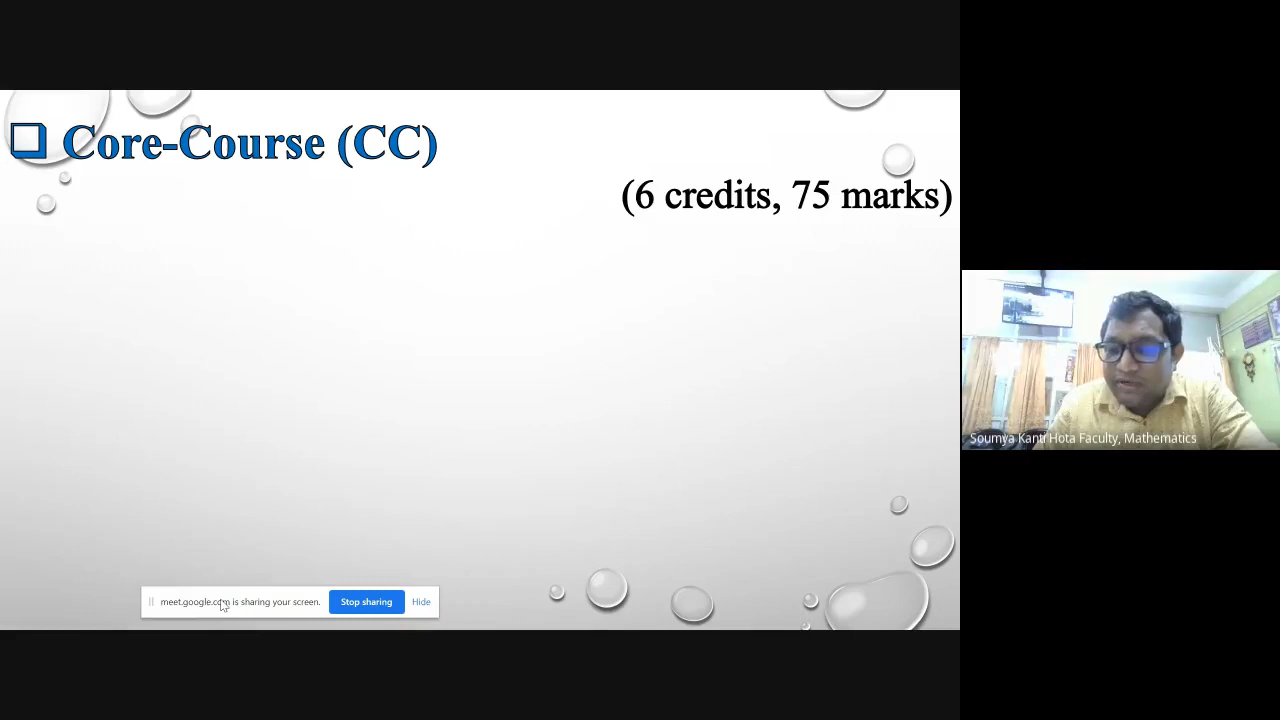 ❑ Core-Course (CC)
(6 credits, 75 marks)
Soumya Kanti Hota Faculty, Mathematics
meet.google.com is sharing your screen. Stop sharing Hide